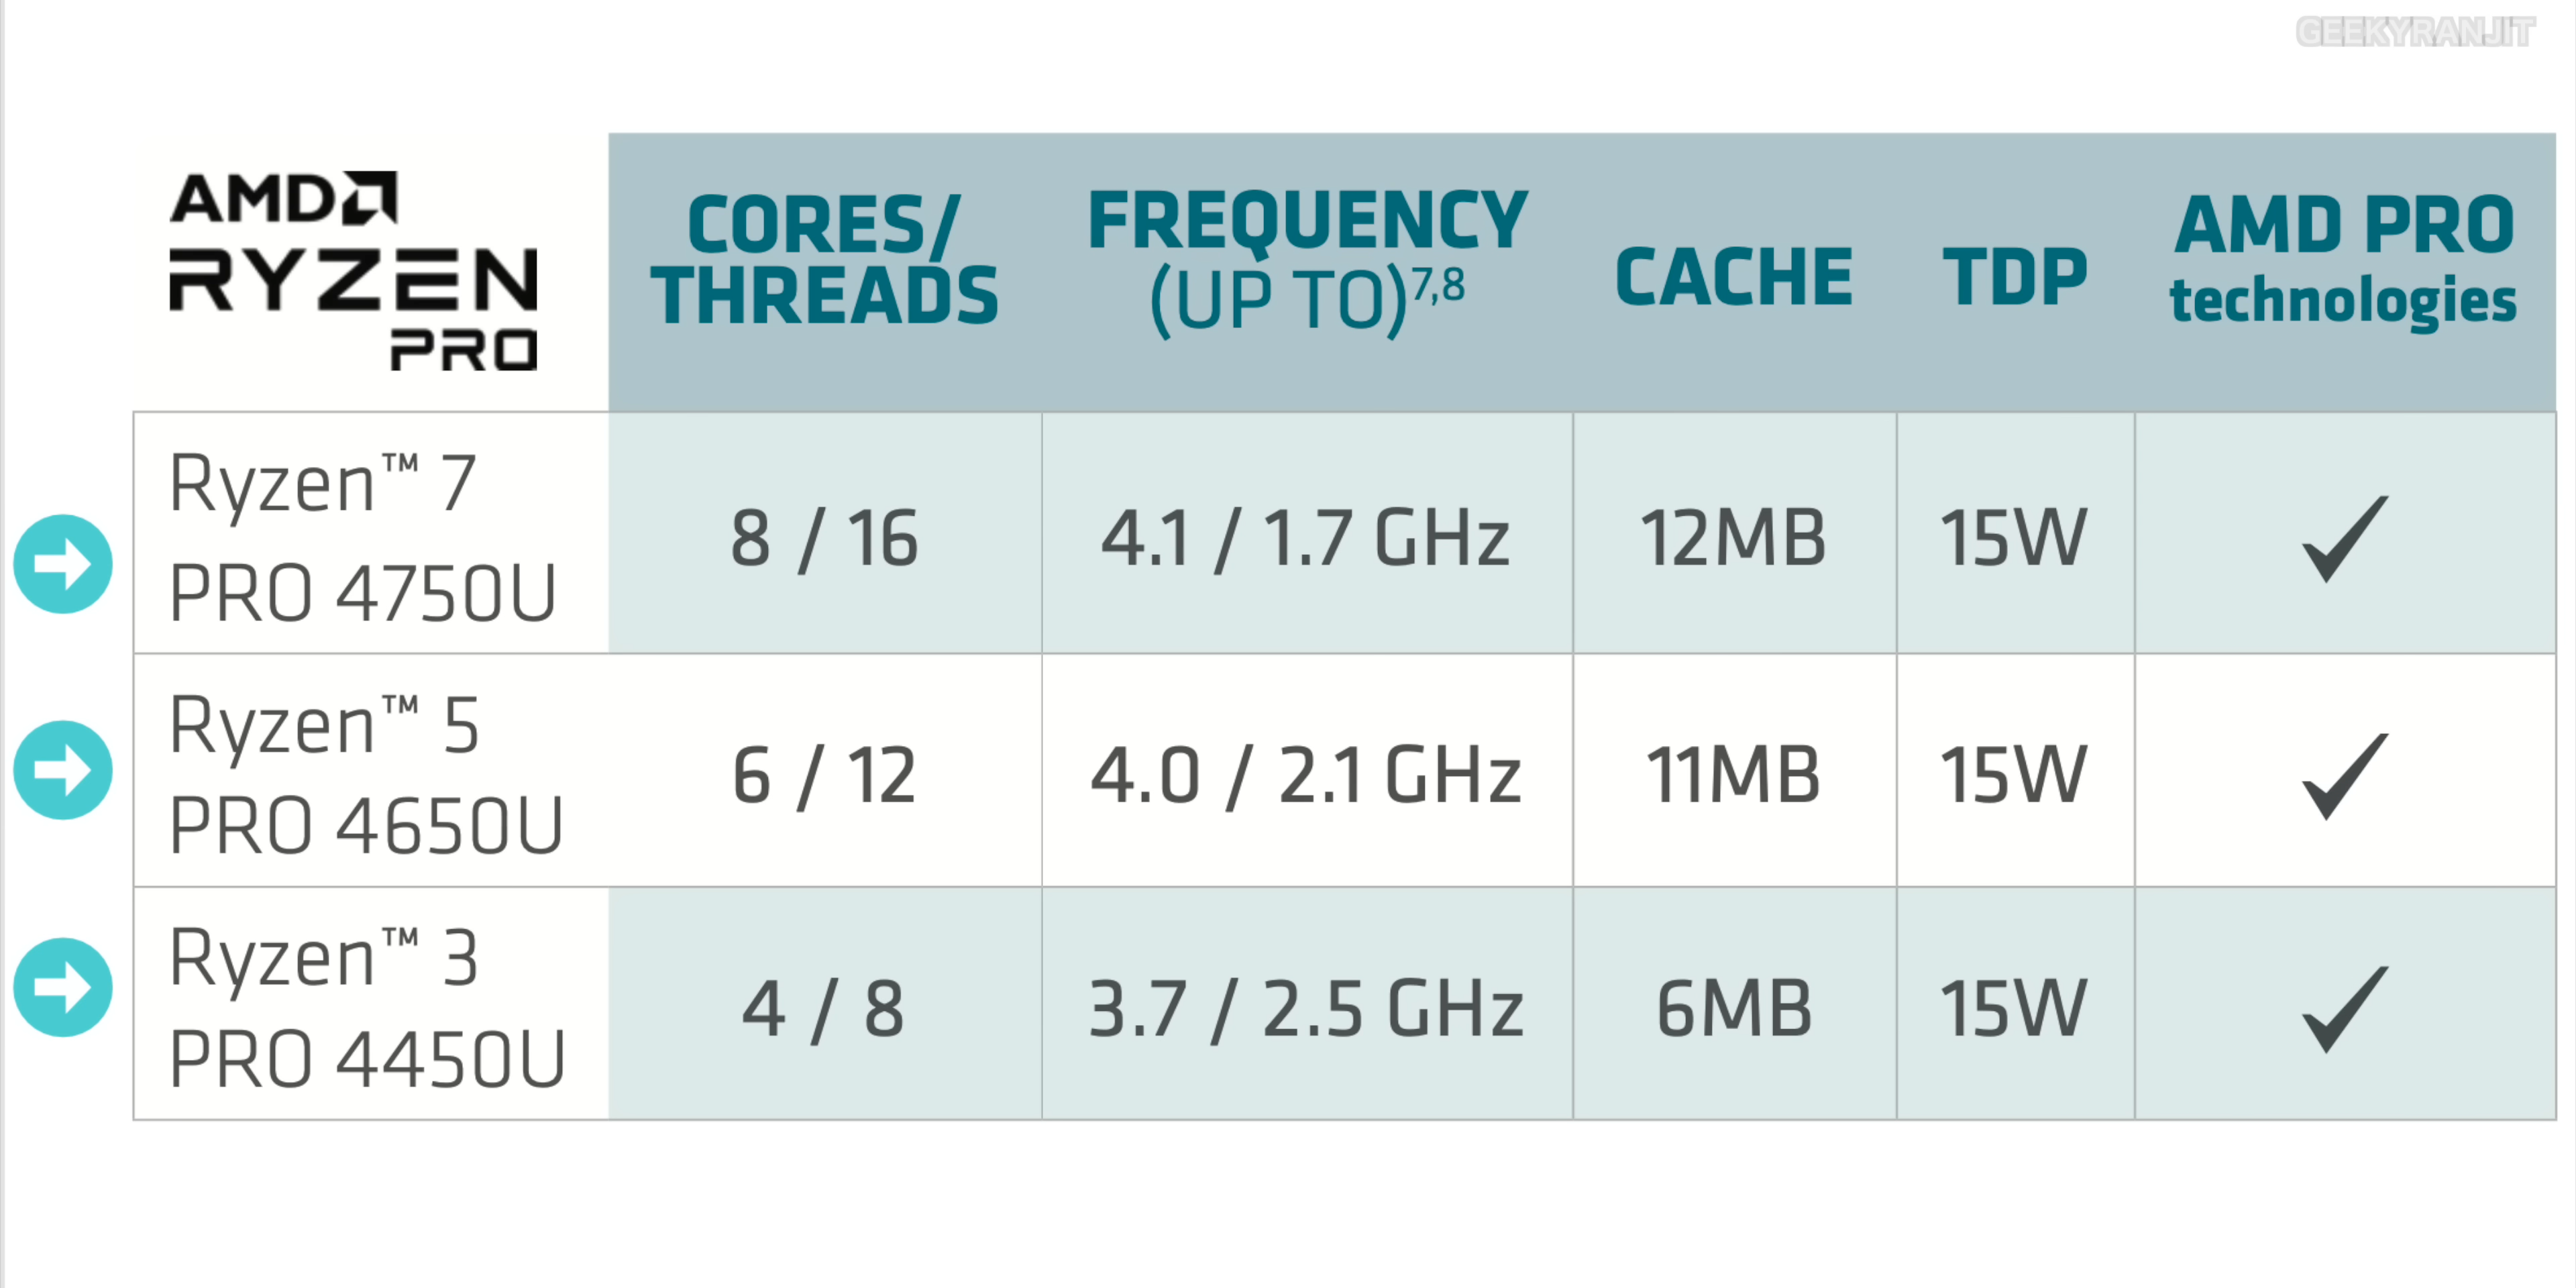 GEEKYRANJIT
AMD
RYZEN
PRO
CORES/
THREADS
FREQUENCY
(UP TO)7,8
CACHE
TDP
AMD PRO
technologies
Ryzen™ 7
PRO 4750U
8 / 16
4.1 / 1.7 GHz
12MB
15W
✓
Ryzen™ 5
PRO 4650U
6 / 12
4.0 / 2.1 GHz
11MB
15W
✓
Ryzen™ 3
PRO 4450U
4 / 8
3.7 / 2.5 GHz
6MB
15W
✓